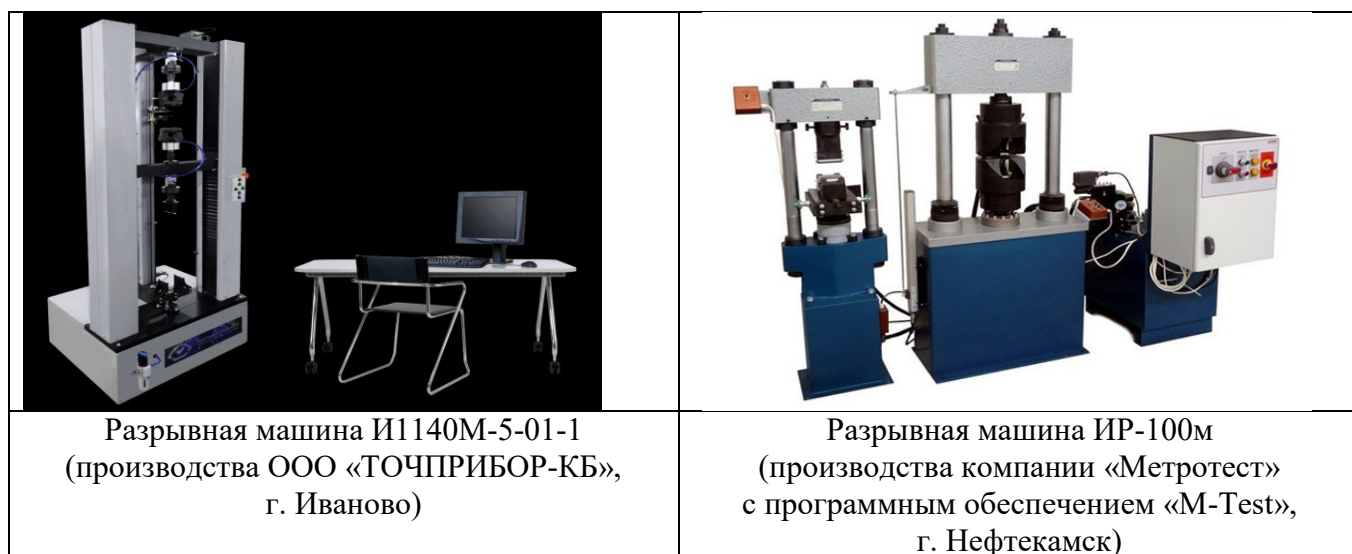 Разрывная машина И1140М-5-01-1
(производства ООО «ТОЧПРИБОР-КБ»,
г. Иваново)
Разрывная машина ИР-100м
(производства компании «Метротест»
с программным обеспечением «M-Test»,
г. Нефтекамск)